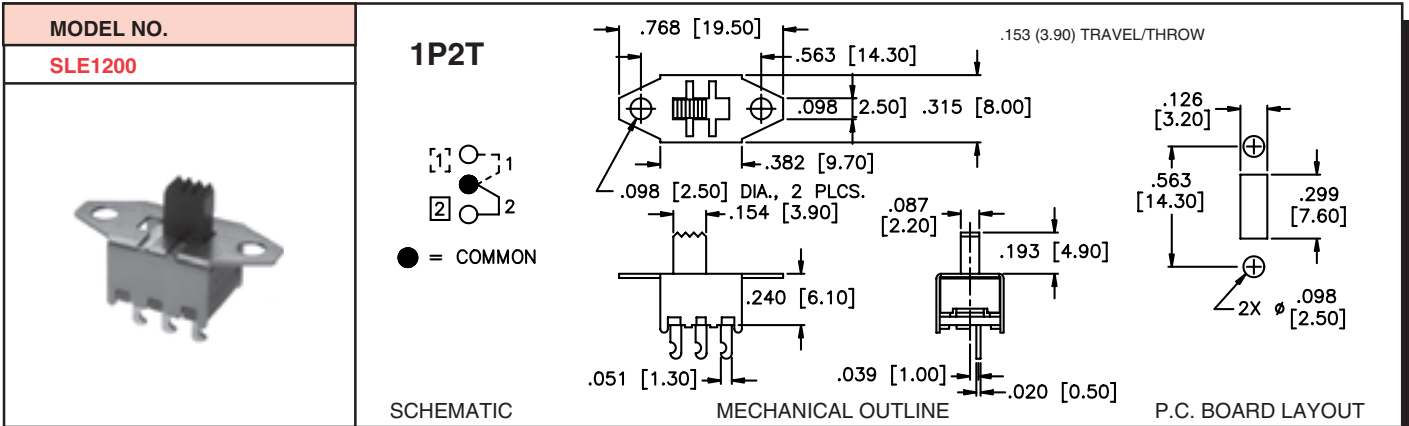 MODEL NO.
SLE1200
1P2T
[1] 1
2 2
= COMMON
SCHEMATIC
.768 [19.50]
.563 [14.30]
.098 [2.50] .315 [8.00]
.382 [9.70]
.098 [2.50] DIA., 2 PLCS.
.154 [3.90]
.240 [6.10]
.051 [1.30]
.087
[2.20]
.193 [4.90]
.039 [1.00]
.020 [0.50]
MECHANICAL OUTLINE
.153 (3.90) TRAVEL/THROW
.126
[3.20]
.563
[14.30]
.299
[7.60]
2X ø .098
[2.50]
P.C. BOARD LAYOUT